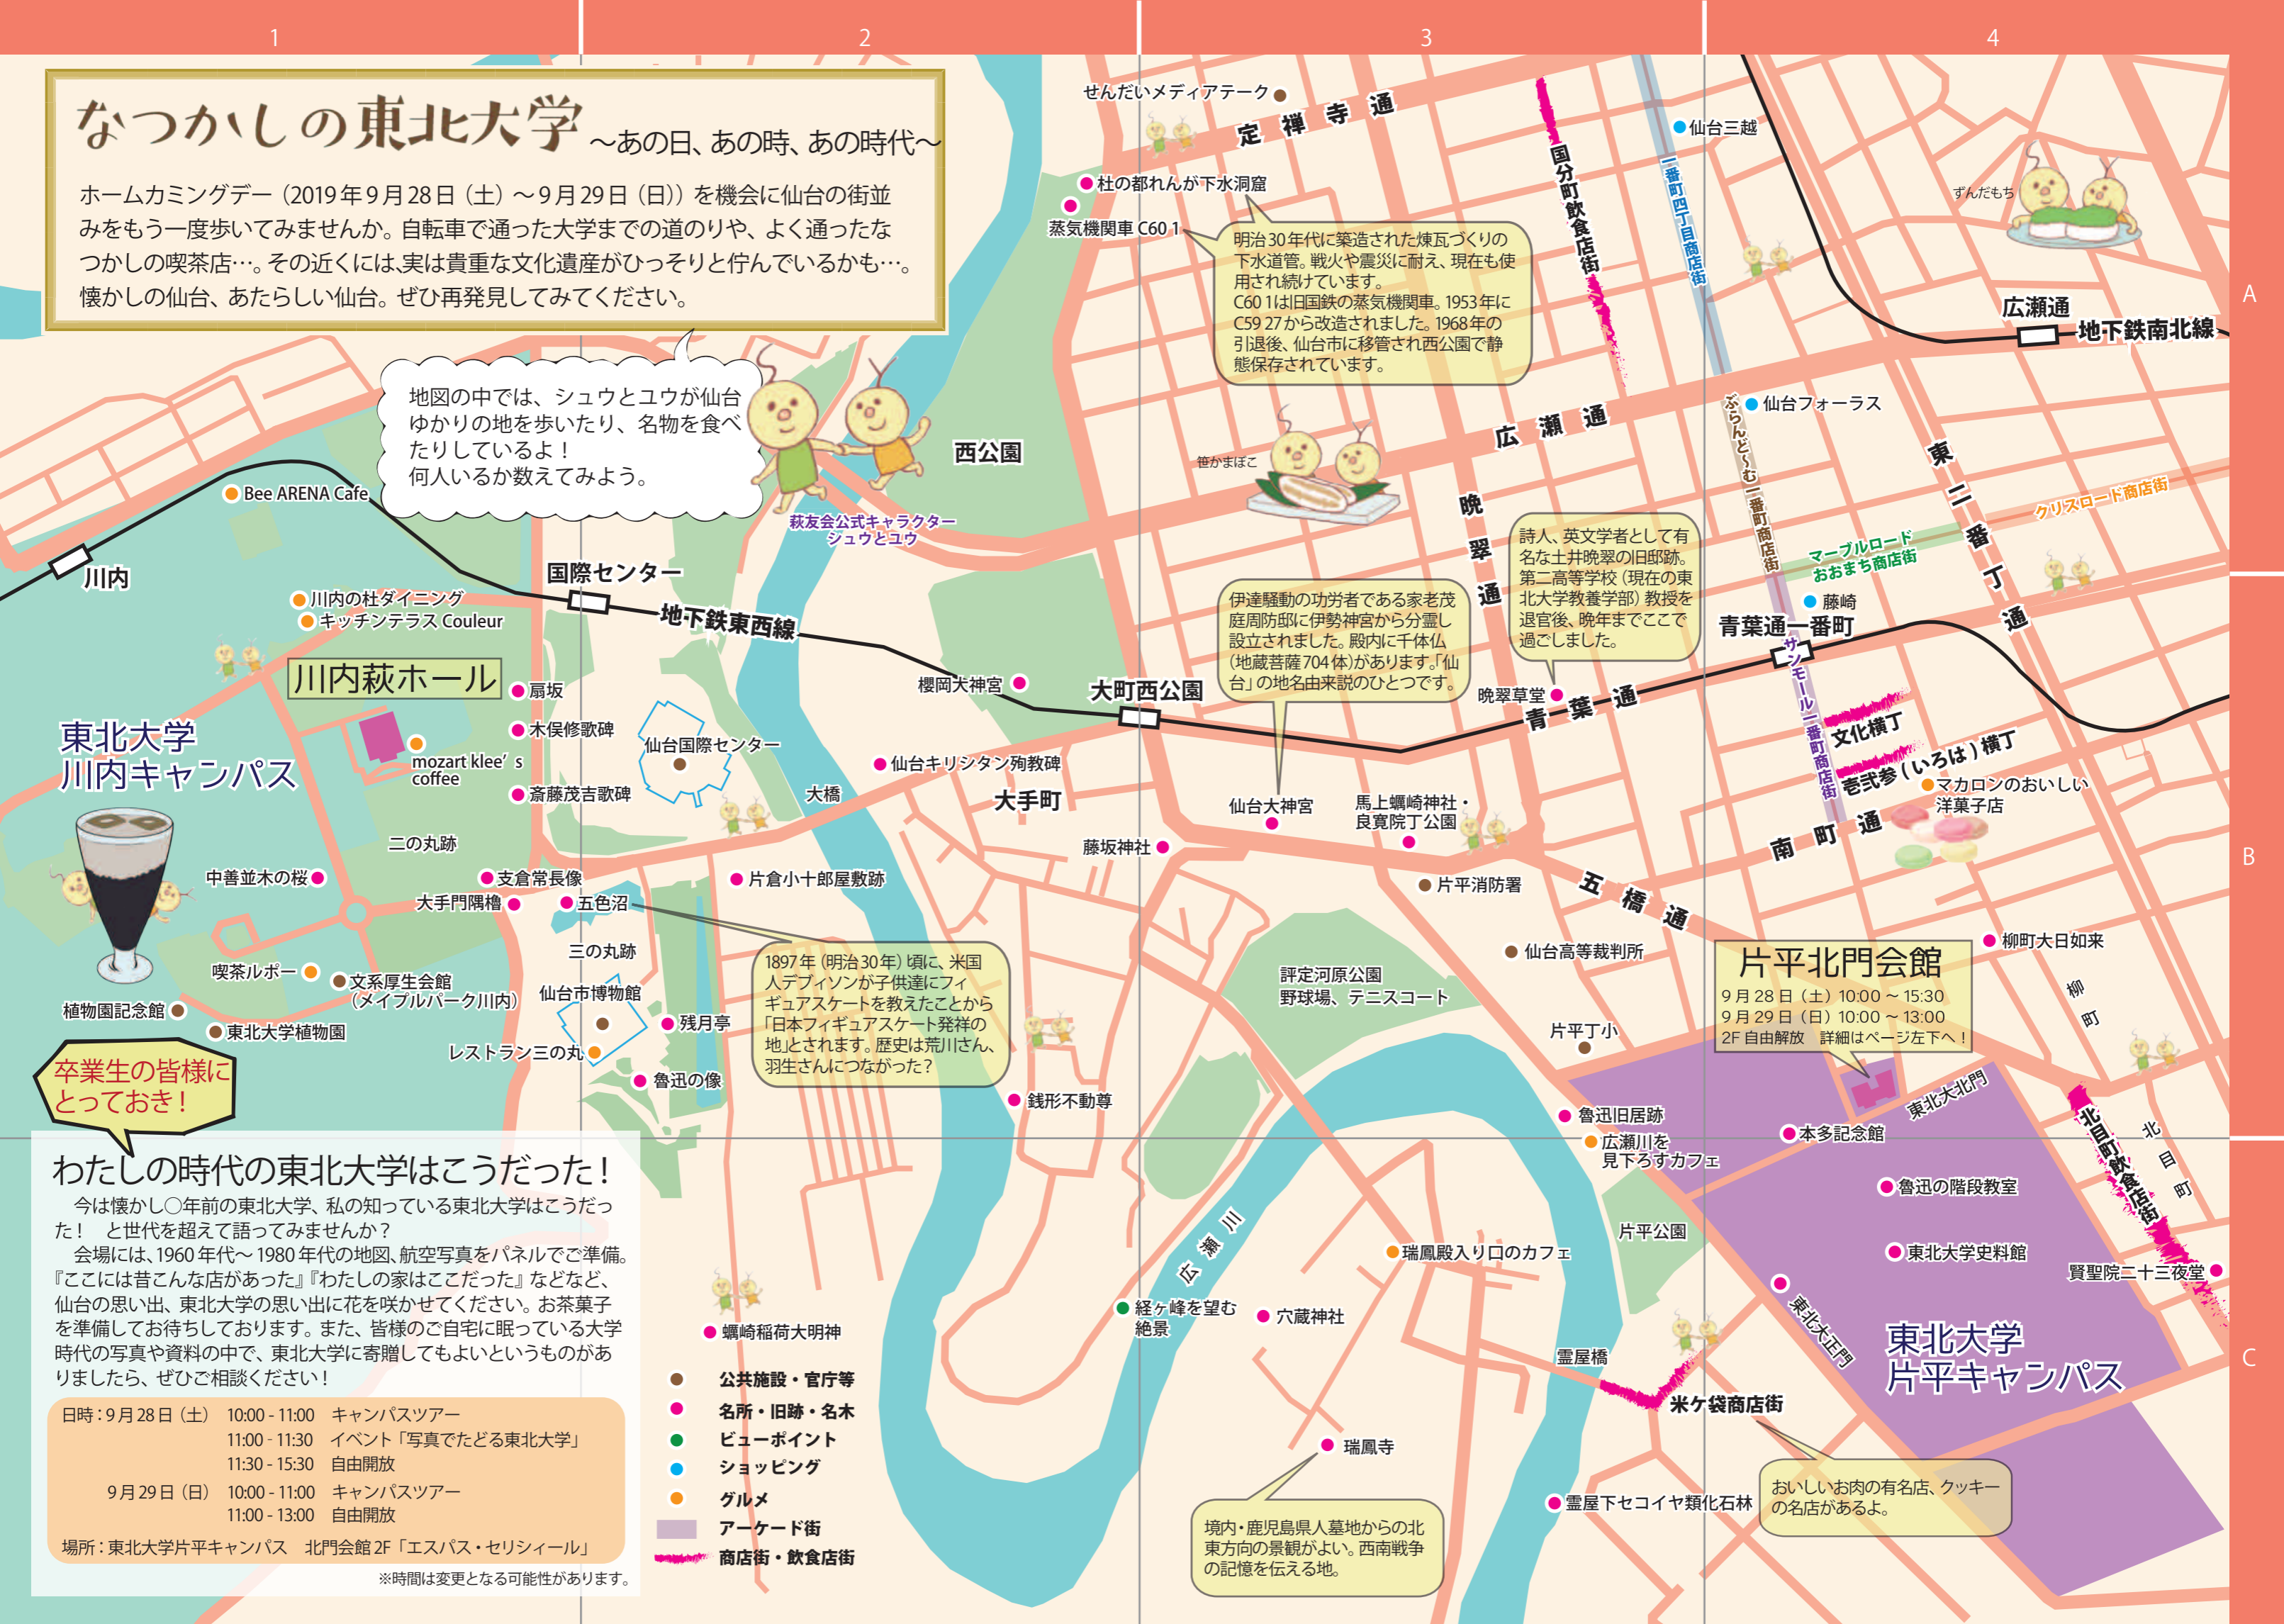 1
2
3
4
A
B
C
なつかしの東北大学 ～あの日、あの時、あの時代～
ホームカミングデー（2019年9月28日（土）～9月29日（日））を機会に仙台の街並
みをもう一度歩いてみませんか。自転車で通った大学までの道のりや、よく通ったな
つかしの喫茶店…。その近くには、実は貴重な文化遺産がひっそりと佇んでいるかも…。
懐かしの仙台、あたらしい仙台。ぜひ再発見してみてください。
地図の中では、シュウとユウが仙台
ゆかりの地を歩いたり、名物を食べ
たりしているよ！
何人いるか数えてみよう。
萩友会公式キャラクター
シュウとユウ
西公園
せんだいメディアテーク
定禅寺通
杜の都れんが下水洞窟
蒸気機関車 C60 1
明治30年代に築造された煉瓦づくりの
下水道管。戦火や震災に耐え、現在も使
用され続けています。
C60 1は旧国鉄の蒸気機関車。1953年に
C59 27から改造されました。1968年の
引退後、仙台市に移管され西公園で静
態保存されています。
国分町飲食店街
仙台三越
一番町四丁目商店街
ずんだもち
広瀬通
地下鉄南北線
仙台フォーラス
ぶらんど～む一番町商店街
広瀬通
笹かまぼこ
晩翠通
東二番丁通
クリスロード商店街
マーブルロード
おおまち商店街
藤崎
青葉通一番町
サンモール一番町商店街
詩人、英文学者として有
名な土井晩翠の旧邸跡。
第二高等学校（現在の東
北大学教養学部）教授を
退官後、晩年までここで
過ごしました。
伊達騒動の功労者である家老茂
庭周防邸に伊勢神宮から分霊し
設立されました。殿内に千体仏
（地蔵菩薩704体）があります。「仙
台」の地名由来説のひとつです。
晩翠草堂
青葉通
文化横丁
壱弐参（いろは）横丁
マカロンのおいしい
洋菓子店
南町通
Bee ARENA Cafe
川内
国際センター
地下鉄東西線
川内の杜ダイニング
キッチンテラス Couleur
川内萩ホール
扇坂
木俣修歌碑
東北大学
川内キャンパス
mozart klee’s
coffee
斎藤茂吉歌碑
仙台国際センター
櫻岡大神宮
大町西公園
仙台キリシタン殉教碑
大橋
大手町
仙台大神宮
馬上蠣崎神社・
良寛院丁公園
藤坂神社
片平消防署
五橋通
二の丸跡
中善並木の桜
支倉常長像
大手門隅櫓
五色沼
片倉小十郎屋敷跡
三の丸跡
仙台市博物館
喫茶ルポー
文系厚生会館
（メイプルパーク川内）
植物園記念館
東北大学植物園
残月亭
レストラン三の丸
魯迅の像
1897年（明治30年）頃に、米国
人デブィソンが子供達にフィ
ギュアスケートを教えたことから
「日本フィギュアスケート発祥の
地」とされます。歴史は荒川さん、
羽生さんにつながった？
銭形不動尊
評定河原公園
野球場、テニスコート
仙台高等裁判所
片平丁小
片平北門会館
9月28日（土）10:00～15:30
9月29日（日）10:00～13:00
2F 自由解放　詳細はページ左下へ！
柳町大日如来
柳町
東北大北門
魯迅旧居跡
広瀬川を
見下ろすカフェ
本多記念館
北目町飲食店街
北目町
魯迅の階段教室
片平公園
東北大学史料館
賢聖院二十三夜堂
東北大正門
東北大学
片平キャンパス
広瀬川
瑞鳳殿入り口のカフェ
経ヶ峰を望む
絶景
穴蔵神社
霊屋橋
米ケ袋商店街
おいしいお肉の有名店、クッキー
の名店があるよ。
瑞鳳寺
霊屋下セコイヤ類化石林
境内・鹿児島県人墓地からの北
東方向の景観がよい。西南戦争
の記憶を伝える地。
蠣崎稲荷大明神
公共施設・官庁等
名所・旧跡・名木
ビューポイント
ショッピング
グルメ
アーケード街
商店街・飲食店街
卒業生の皆様に
とっておき！
わたしの時代の東北大学はこうだった！
今は懐かし〇年前の東北大学、私の知っている東北大学はこうだっ
た！　と世代を超えて語ってみませんか？
会場には、1960年代～1980年代の地図、航空写真をパネルでご準備。
『ここには昔こんな店があった』『わたしの家はここだった』などなど、
仙台の思い出、東北大学の思い出に花を咲かせてください。お茶菓子
を準備してお待ちしております。また、皆様のご自宅に眠っている大学
時代の写真や資料の中で、東北大学に寄贈してもよいというものがあ
りましたら、ぜひご相談ください！
日時：9月28日（土）　10:00 - 11:00　キャンパスツアー
11:00 - 11:30　イベント「写真でたどる東北大学」
11:30 - 15:30　自由開放
9月29日（日）　10:00 - 11:00　キャンパスツアー
11:00 - 13:00　自由開放
場所：東北大学片平キャンパス　北門会館2F「エスパス・セリシィール」
※時間は変更となる可能性があります。